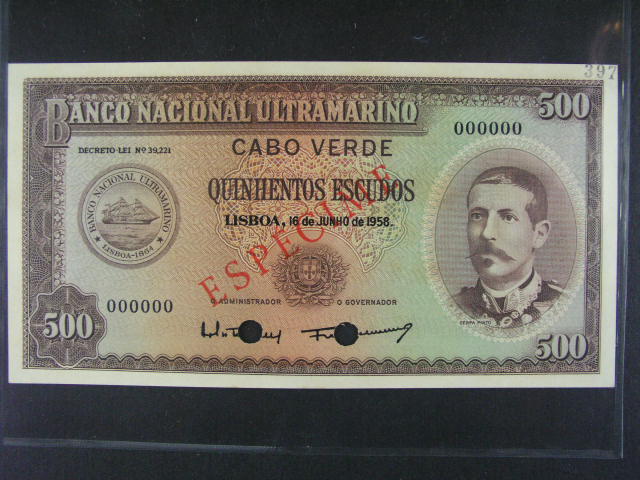 397
BANCO NACIONAL ULTRAMARINO
500
000000
CABO VERDE
DECRETO-LEI Nº 39,221
QUINHENTOS ESCUDOS
LISBOA, 16 de JUNHO de 1958.
BANCO NACIONAL ULTRAMARINO
LISBOA-1864
ESPECIME
000000
O ADMINISTRADOR
O GOVERNADOR
SERPA PINTO
500
500